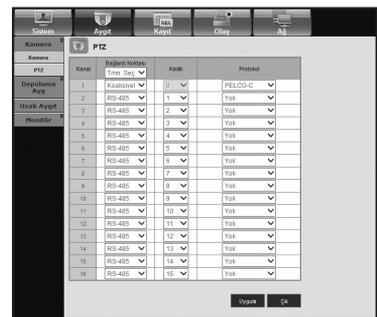 Sistem Aygıt Kayıt Olay Ağ
Kamera
Kamera
PTZ
Depolama Ayg
Uzak Aygıt
Monitör
PTZ
Kanal Bağlantı Noktası Kimlik Protokol
Tmn. Seç
1 Koaksiyel 0 PELCO-C
2 RS-485 1 Yok
3 RS-485 2 Yok
4 RS-485 3 Yok
5 RS-485 4 Yok
6 RS-485 5 Yok
7 RS-485 6 Yok
8 RS-485 7 Yok
9 RS-485 8 Yok
10 RS-485 9 Yok
11 RS-485 10 Yok
12 RS-485 11 Yok
13 RS-485 12 Yok
14 RS-485 13 Yok
15 RS-485 14 Yok
16 RS-485 15 Yok
Uygula Çık